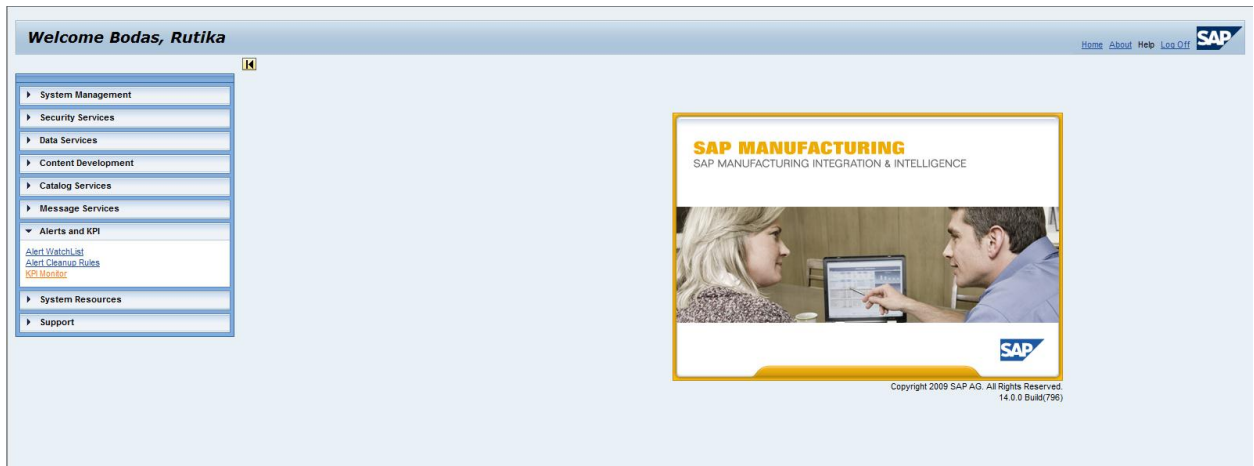 Welcome Bodas, Rutika
Home About Help Log Off SAP
System Management
Security Services
Data Services
Content Development
Catalog Services
Message Services
Alerts and KPI
Alert WatchList
Alert Cleanup Rules
KPI Monitor
System Resources
Support
SAP MANUFACTURING
SAP MANUFACTURING INTEGRATION & INTELLIGENCE
SAP
Copyright 2009 SAP AG. All Rights Reserved.
14.0.0 Build(796)